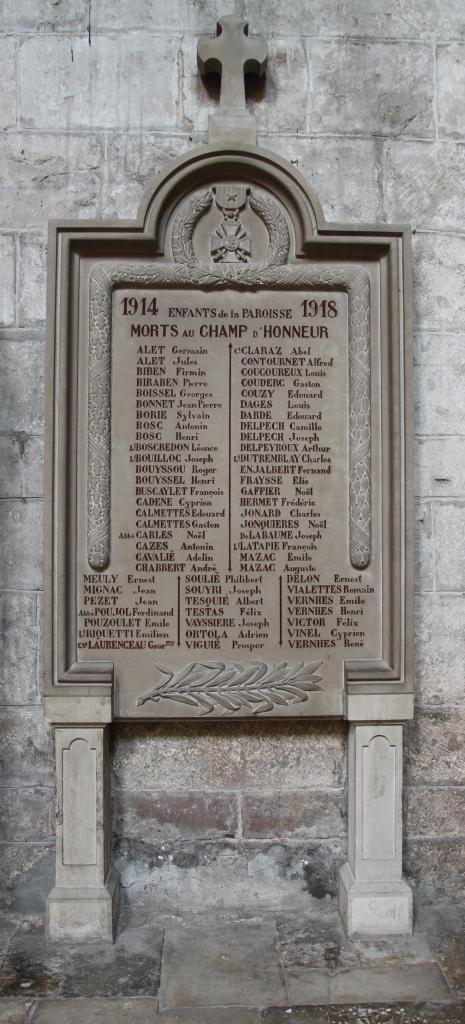 1914 ENFANTS de la PAROISSE 1918
MORTS AU CHAMP D'HONNEUR
ALET Germain
ALET Jules
BIBEN Firmin
BIRABEN Pierre
BOISSEL Georges
BONNET Jean Pierre
BORIE Sylvain
BOSC Antonin
BOSC Henri
Lt BOSCREDON Léonce
Lt BOUILLOC Joseph
BOUYSSOU Roger
BOUYSSEL Henri
BUSCAYLET François
CADENE Cyprien
CALMETTES Edouard
CALMETTES Gaston
Abbé CARLES Noël
CAZES Antonin
CAVALIÉ Adolin
CHABBERT André
Cne CLARAZ Abel
CONTOURNET Alfred
COUCOUREUX Louis
COUDERC Gaston
COUZY Edouard
DAGES Louis
DARDE Edouard
DELPECH Camille
DELPECH Joseph
DELPEYROUX Arthur
Lt DUTREMBLAY Charles
ENJALBERT Fernand
FRAYSSE Elie
GAFFIER Noël
HERMET Frédéric
JONARD Charles
JONQUIERES Noël
De LABAUME Joseph
Lt LATAPIE François
MAZAC Emile
MAZAC Auguste
MEULY Ernest
MIGNAC Jean
PEZET Jean
Abbé POUJOL Ferdinand
POUZOULET Emile
Lt RIQUETTI Emilien
LAURENCEAU
SOULIÉ Philibert
SOUYRI Joseph
TESQUIÉ Albert
TESTAS Félix
VAYSSIERE Joseph
ORTOLA Adrien
VIGUIÉ Prosper
DÉLON Ernest
VIALETTES Romain
VERNHES Emile
VERNHES Henri
VICTOR Félix
VINEL Cyprien
VERNHES René